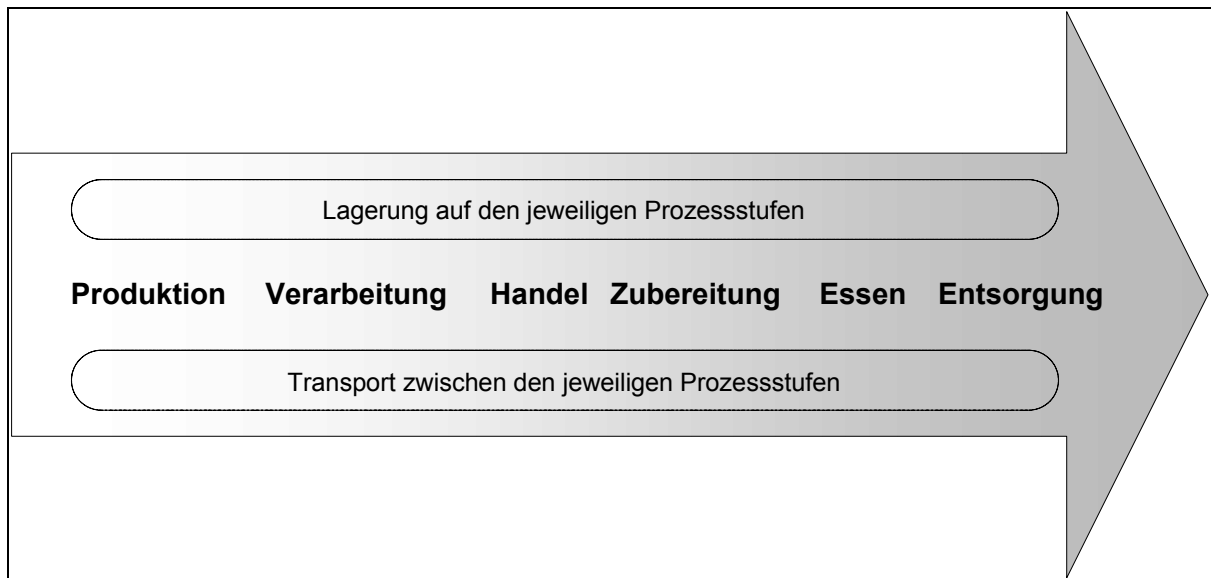 Lagerung auf den jeweiligen Prozessstufen
Produktion Verarbeitung Handel Zubereitung Essen Entsorgung
Transport zwischen den jeweiligen Prozessstufen